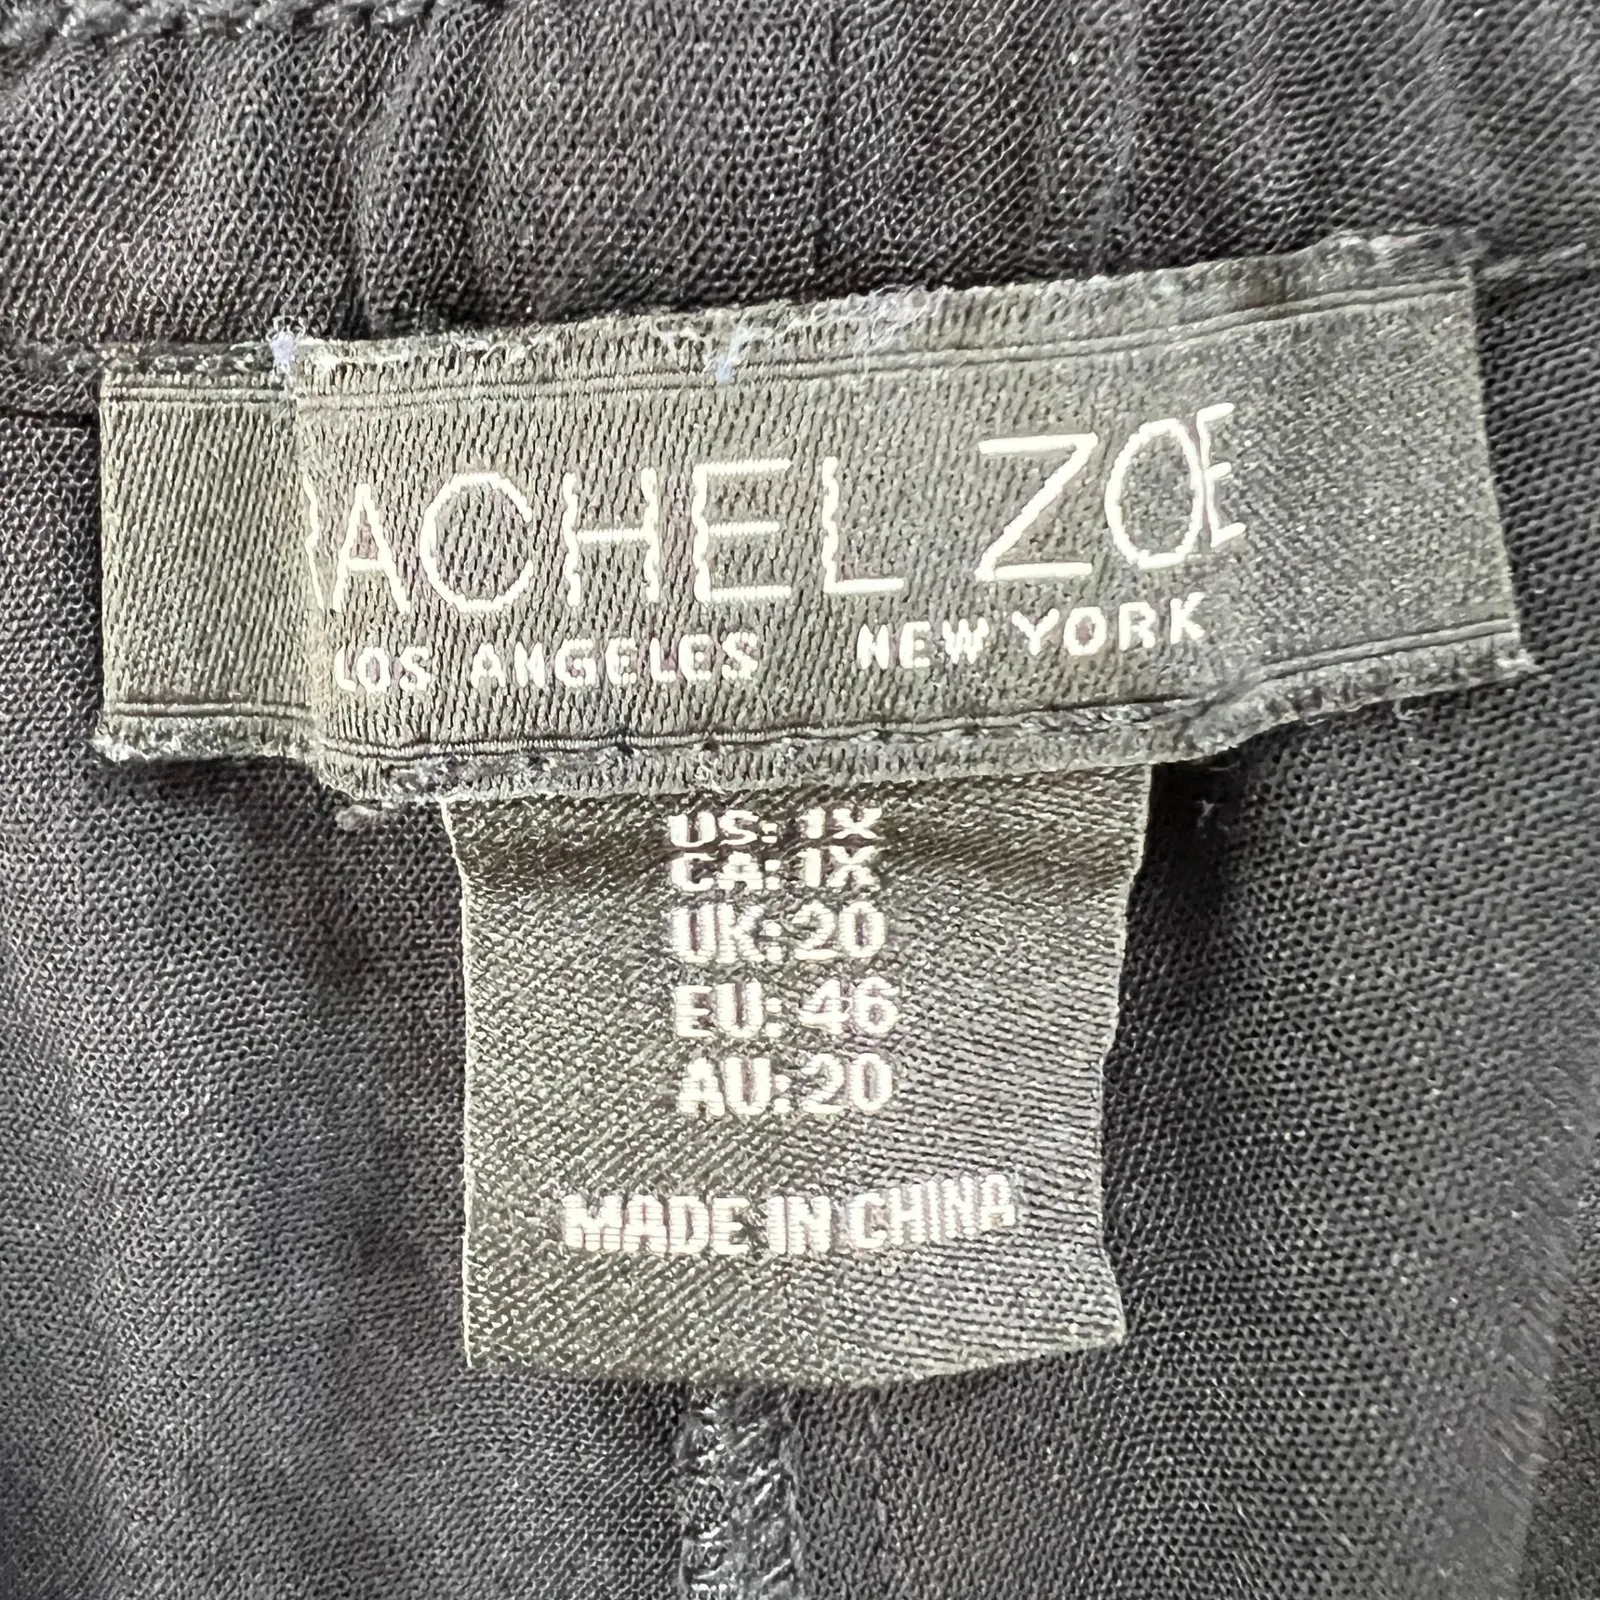 RACHEL ZOE
LOS ANGELES NEW YORK
US: 1X
CA: 1X
UK: 20
EU: 46
AU: 20
MADE IN CHINA